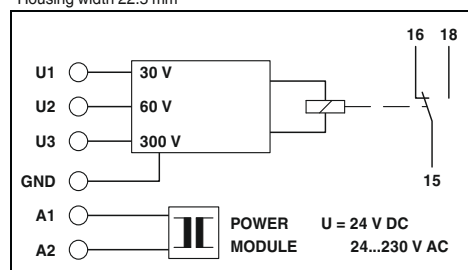 Housing width 22.5 mm
16 18
U1 30 V
U2 60 V
U3 300 V
15
GND
A1
POWER U = 24 V DC
A2 MODULE 24...230 V AC